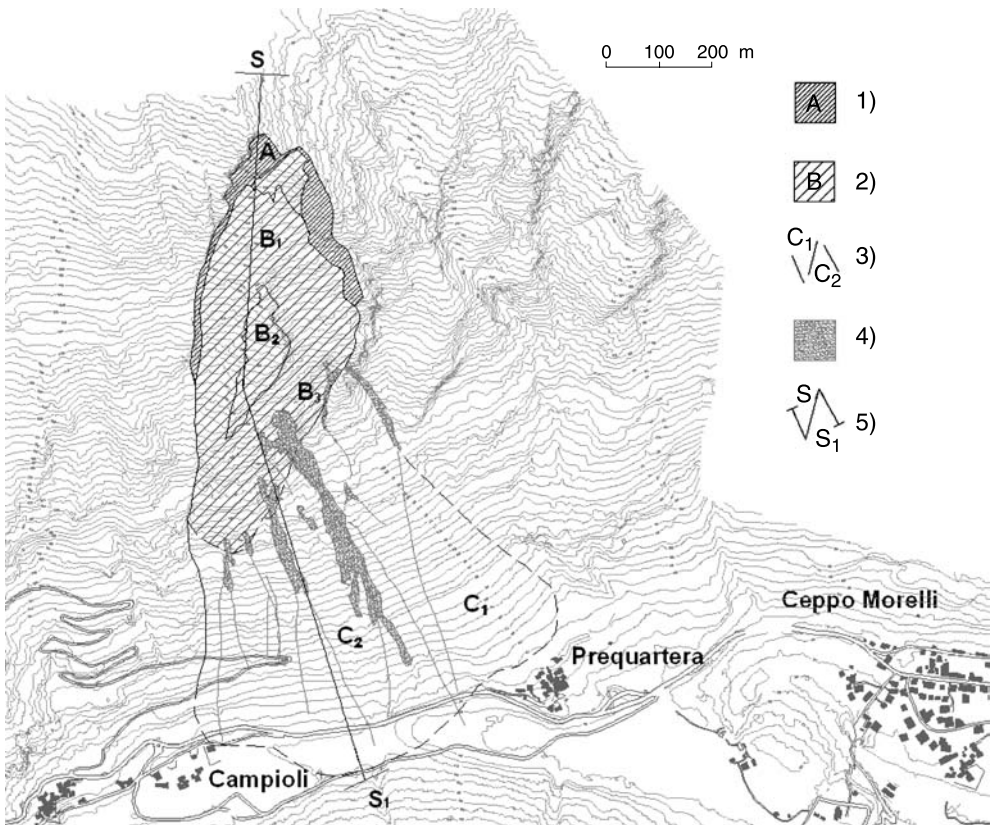 S
0 100 200 m
A 1)
B 2)
C₁ C₂ 3)
4)
S S₁ 5)
A
B₁
B₂
B₃
C₁
C₂
Ceppo Morelli
Prequartera
Campioli
S₁